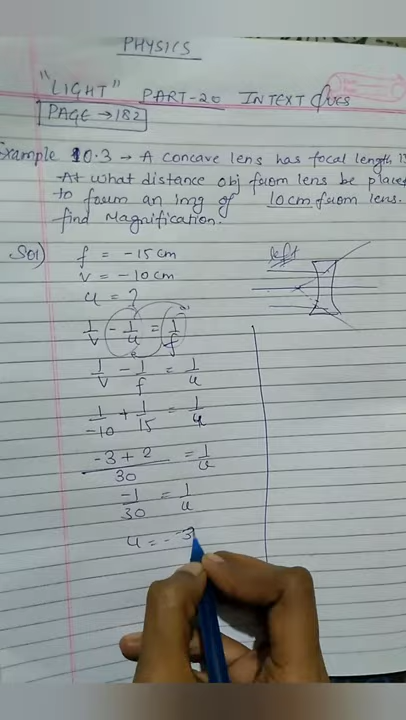 PHYSICS
"LIGHT" PART-20 INTEXT QUES
PAGE → 182
Example 10.3 → A concave lens has focal length 15
At what distance obj from lens be place
to form an img of 10cm from lens.
find Magnification.
Sol) f = -15 cm
v = -10 cm
u = ?
left
1/v - 1/u = 1/f
1/v - 1/f = 1/u
1/-10 + 1/15 = 1/u
-3 + 2/30 = 1/u
-1/30 = 1/u
u = - 3